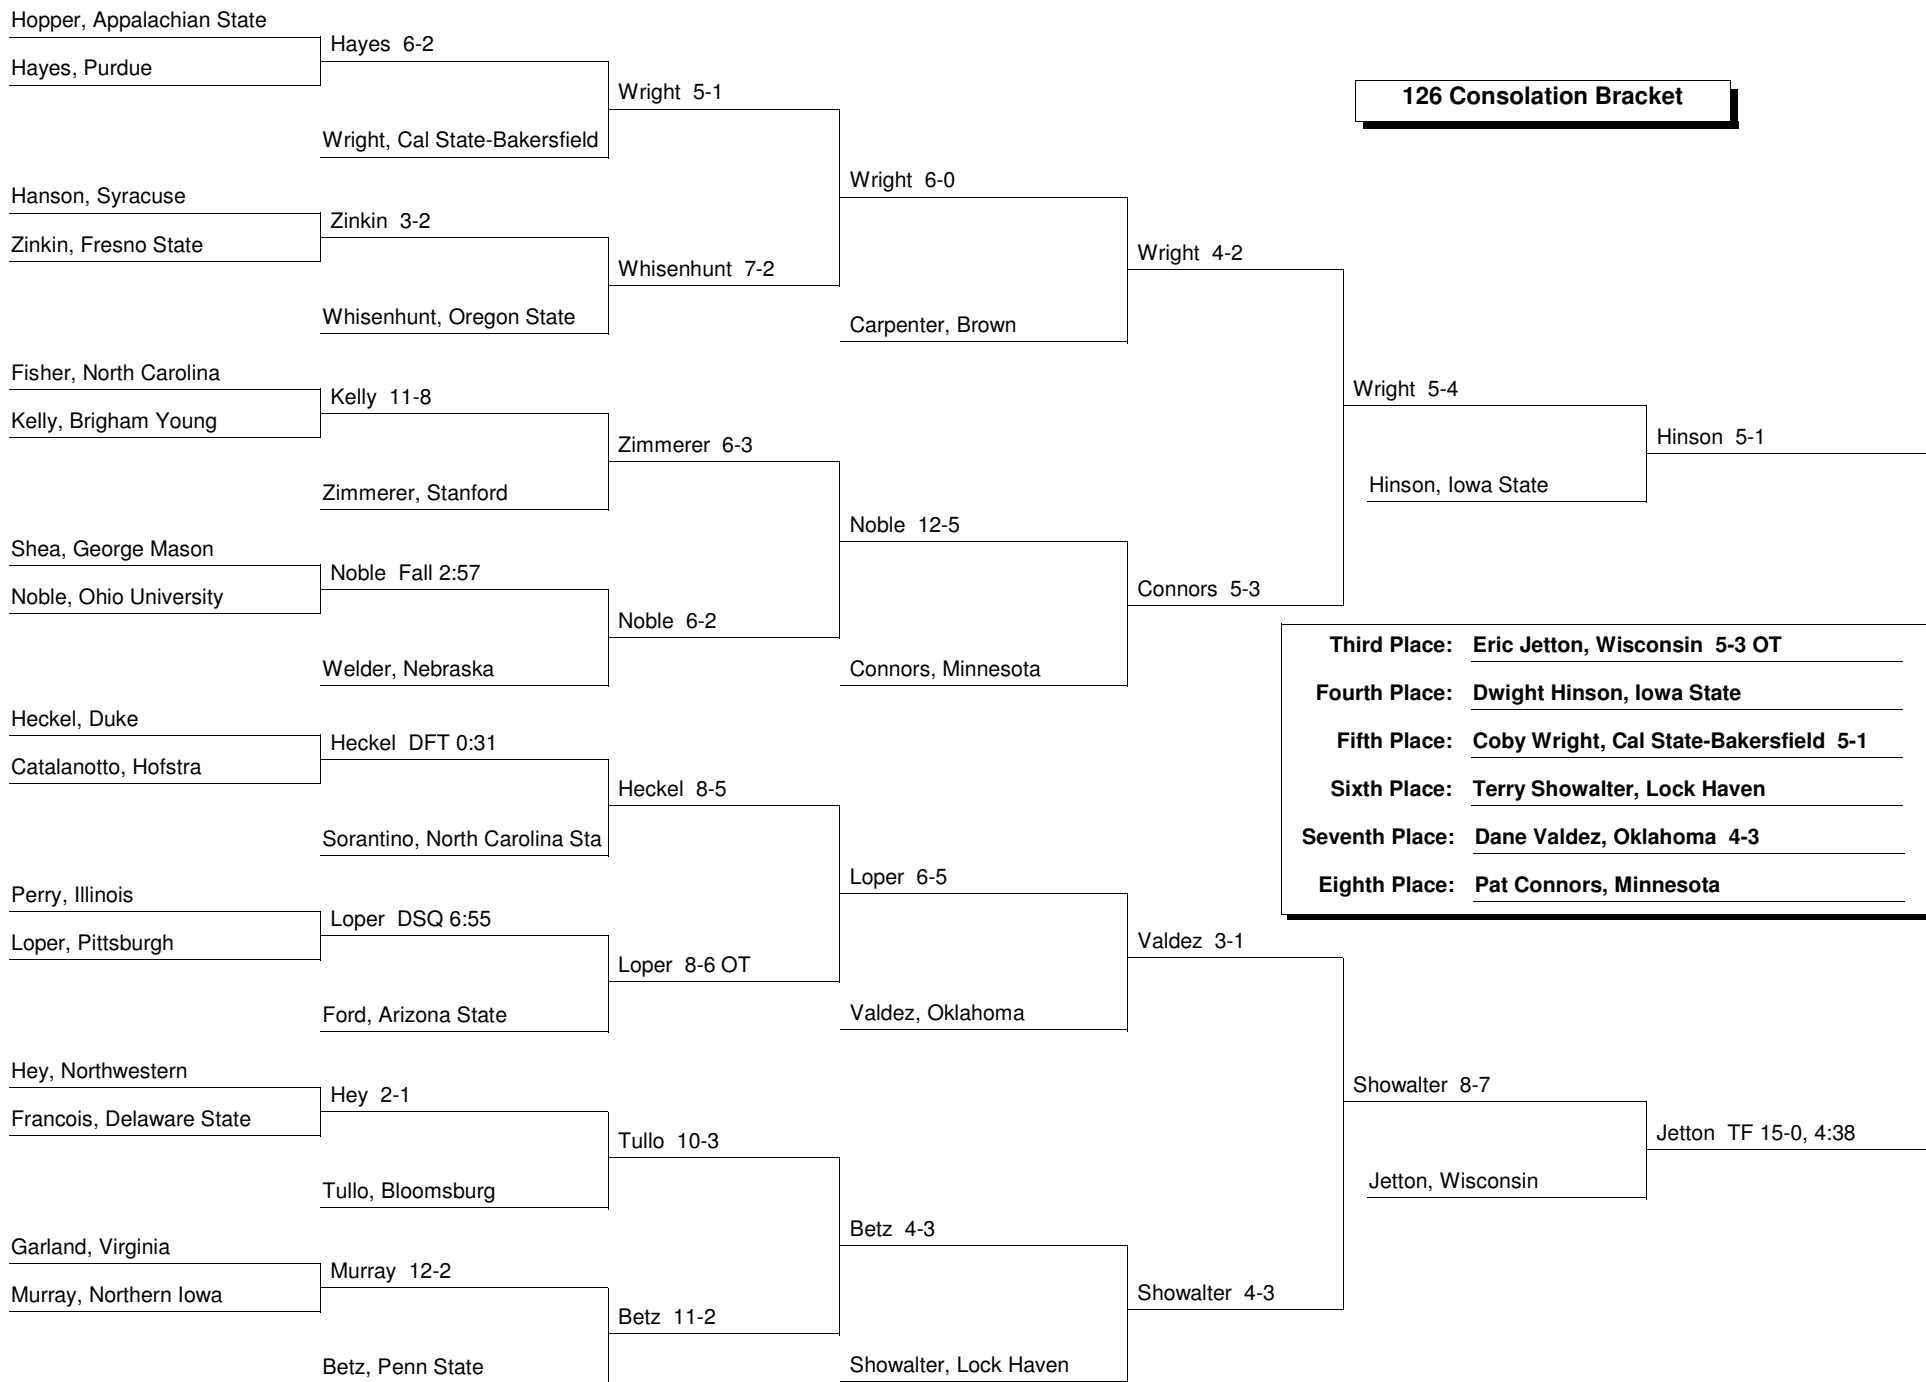 126 Consolation Bracket
Hopper, Appalachian State
Hayes, Purdue
Hanson, Syracuse
Zinkin, Fresno State
Fisher, North Carolina
Kelly, Brigham Young
Shea, George Mason
Noble, Ohio University
Heckel, Duke
Catalanotto, Hofstra
Perry, Illinois
Loper, Pittsburgh
Hey, Northwestern
Francois, Delaware State
Garland, Virginia
Murray, Northern Iowa
Hayes 6-2
Wright, Cal State-Bakersfield
Zinkin 3-2
Whisenhunt, Oregon State
Kelly 11-8
Zimmerer, Stanford
Noble Fall 2:57
Welder, Nebraska
Heckel DFT 0:31
Sorantino, North Carolina Sta
Loper DSQ 6:55
Ford, Arizona State
Hey 2-1
Tullo, Bloomsburg
Murray 12-2
Betz, Penn State
Wright 5-1
Whisenhunt 7-2
Zimmerer 6-3
Noble 6-2
Heckel 8-5
Loper 8-6 OT
Tullo 10-3
Betz 11-2
Wright 6-0
Carpenter, Brown
Noble 12-5
Connors, Minnesota
Loper 6-5
Valdez, Oklahoma
Betz 4-3
Showalter, Lock Haven
Wright 4-2
Connors 5-3
Valdez 3-1
Showalter 4-3
Wright 5-4
Hinson, Iowa State
Showalter 8-7
Jetton, Wisconsin
Hinson 5-1
Jetton TF 15-0, 4:38
Third Place: Eric Jetton, Wisconsin 5-3 OT
Fourth Place: Dwight Hinson, Iowa State
Fifth Place: Coby Wright, Cal State-Bakersfield 5-1
Sixth Place: Terry Showalter, Lock Haven
Seventh Place: Dane Valdez, Oklahoma 4-3
Eighth Place: Pat Connors, Minnesota